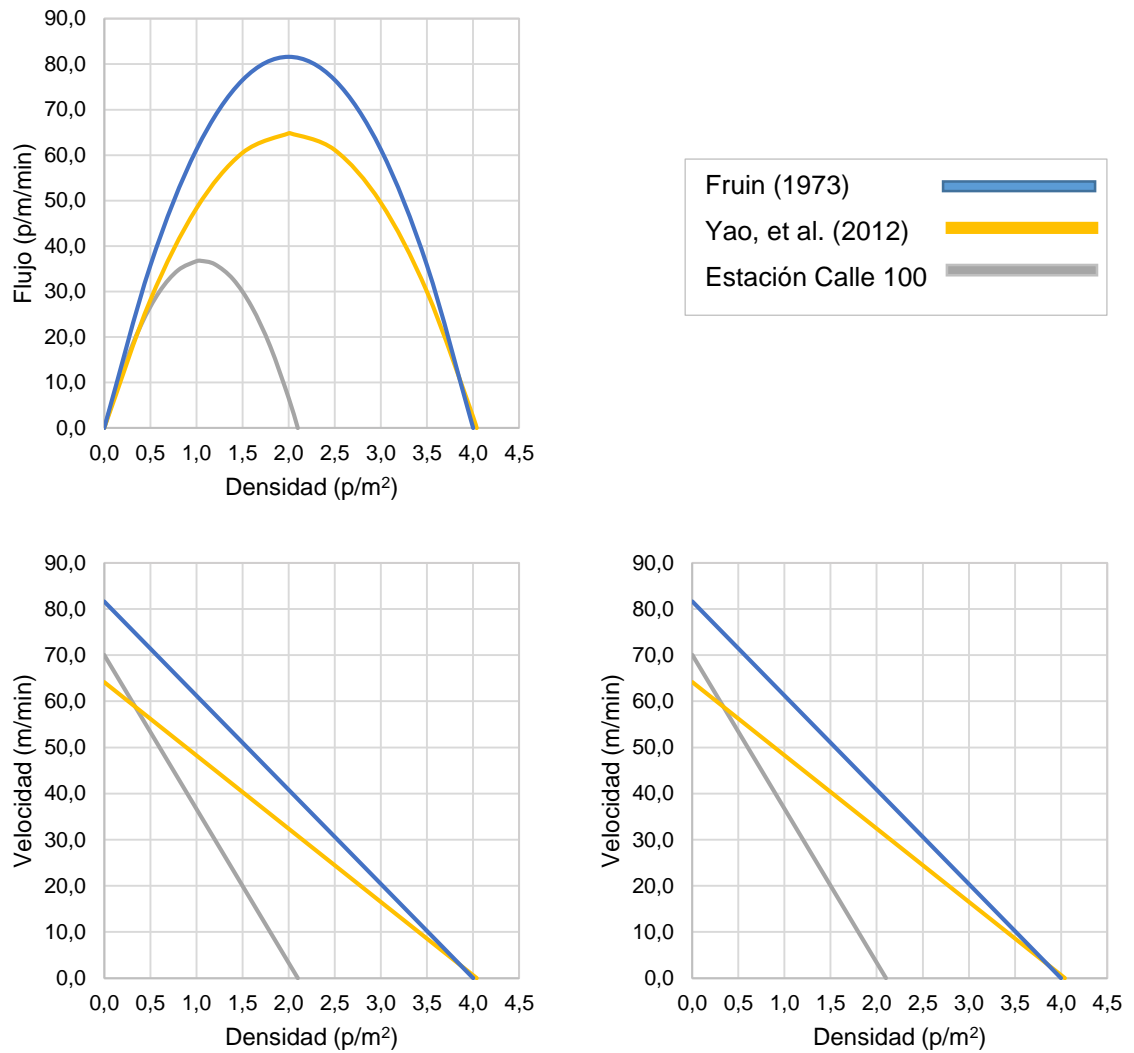 90,0
80,0
70,0
60,0
50,0
40,0
30,0
20,0
10,0
0,0
Flujo (p/m/min)
0,0 0,5 1,0 1,5 2,0 2,5 3,0 3,5 4,0 4,5
Densidad (p/m²)
Fruin (1973)
Yao, et al. (2012)
Estación Calle 100
90,0
80,0
70,0
60,0
50,0
40,0
30,0
20,0
10,0
0,0
Velocidad (m/min)
0,0 0,5 1,0 1,5 2,0 2,5 3,0 3,5 4,0 4,5
Densidad (p/m²)
90,0
80,0
70,0
60,0
50,0
40,0
30,0
20,0
10,0
0,0
Velocidad (m/min)
0,0 0,5 1,0 1,5 2,0 2,5 3,0 3,5 4,0 4,5
Densidad (p/m²)